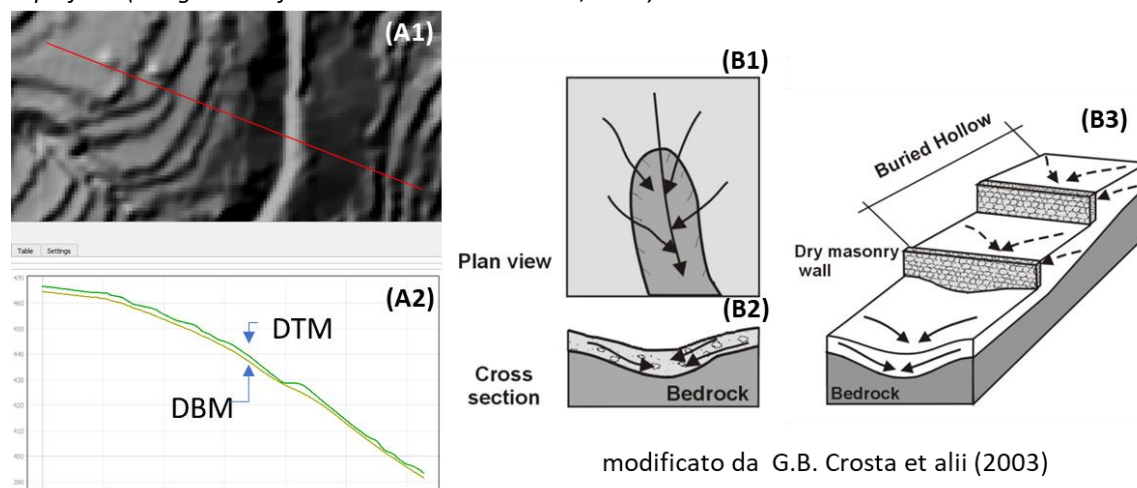 (A1)
Table Settings
470
460
450
440
430
420
410
400
390
(A2)
DTM
DBM
(B1)
Plan view
(B2)
Cross
section
Bedrock
(B3)
Buried Hollow
Dry masonry
wall
Bedrock
modificato da G.B. Crosta et alii (2003)